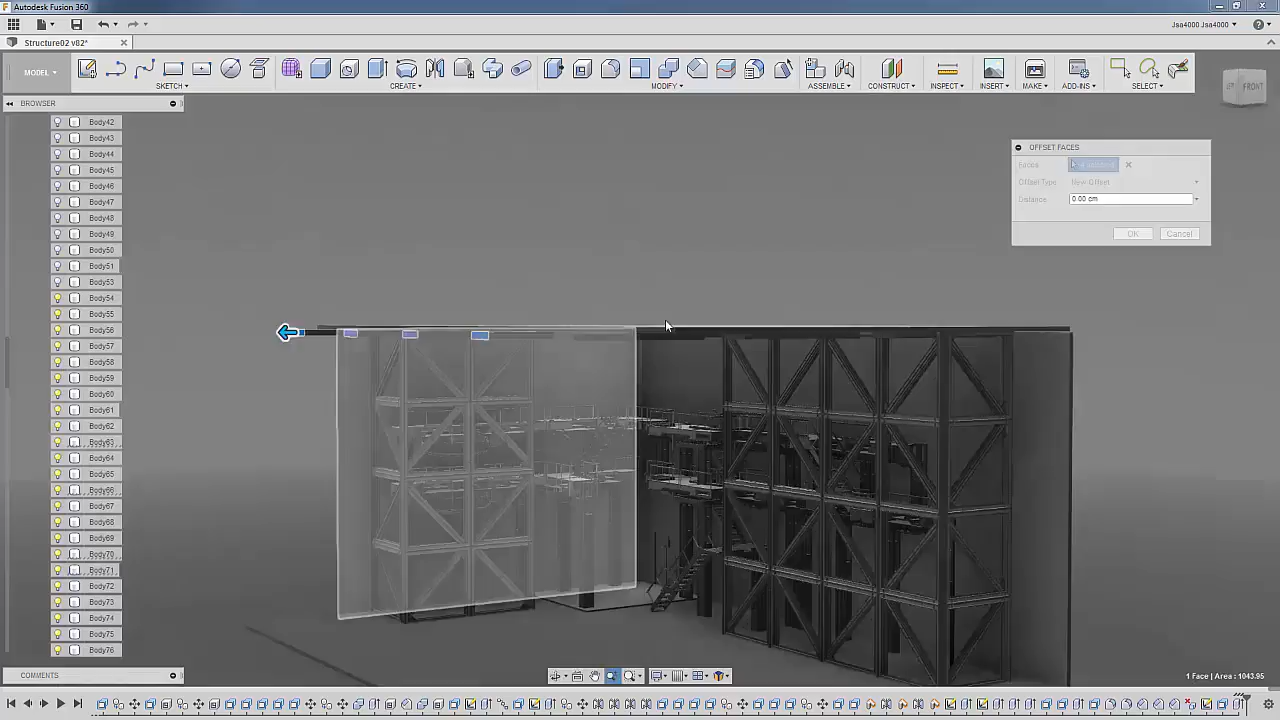 Autodesk Fusion 360
Jsa4000 Jsa4000
Structure02 v82*
MODEL
SKETCH
CREATE
MODIFY
ASSEMBLE
CONSTRUCT
INSPECT
INSERT
MAKE
ADD-INS
SELECT
FRONT
BROWSER
Body42
Body43
Body44
Body45
Body46
Body47
Body48
Body49
Body50
Body51
Body53
Body54
Body55
Body56
Body57
Body58
Body59
Body60
Body61
Body62
Body63
Body64
Body65
Body66
Body67
Body68
Body69
Body70
Body71
Body72
Body73
Body74
Body75
Body76
OFFSET FACES
Faces
Offset Type New Offset
Distance 0.00 cm
OK Cancel
COMMENTS
1 Face | Area : 1043.95